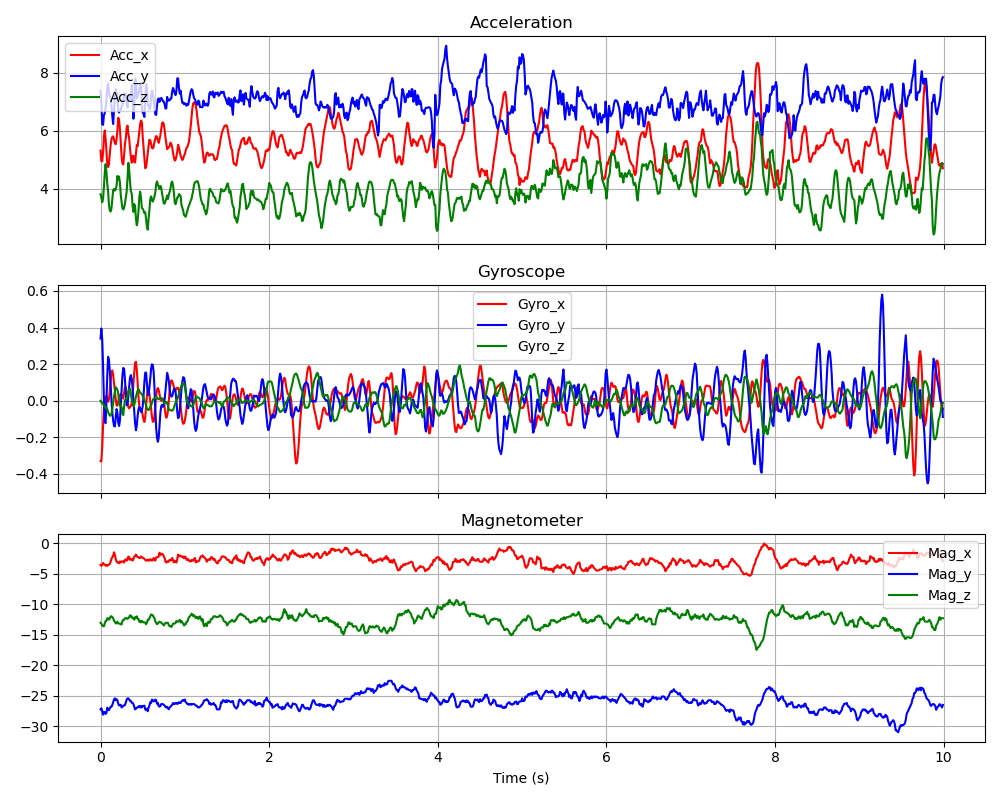 Acceleration
Acc_x
Acc_y
Acc_z
8
6
4
Gyroscope
Gyro_x
Gyro_y
Gyro_z
0.6
0.4
0.2
0.0
−0.2
−0.4
Magnetometer
Mag_x
Mag_y
Mag_z
0
−5
−10
−15
−20
−25
−30
0 2 4 6 8 10
Time (s)